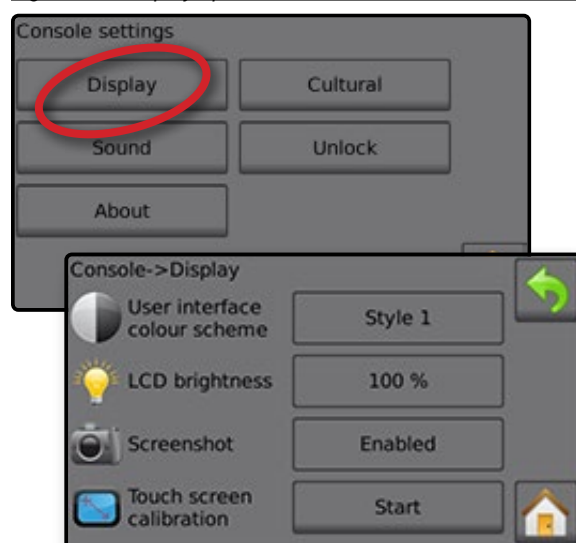 Console settings
Display
Cultural
Sound
Unlock
About
Console->Display
User interface
colour scheme
Style 1
LCD brightness
100 %
Screenshot
Enabled
Touch screen
calibration
Start